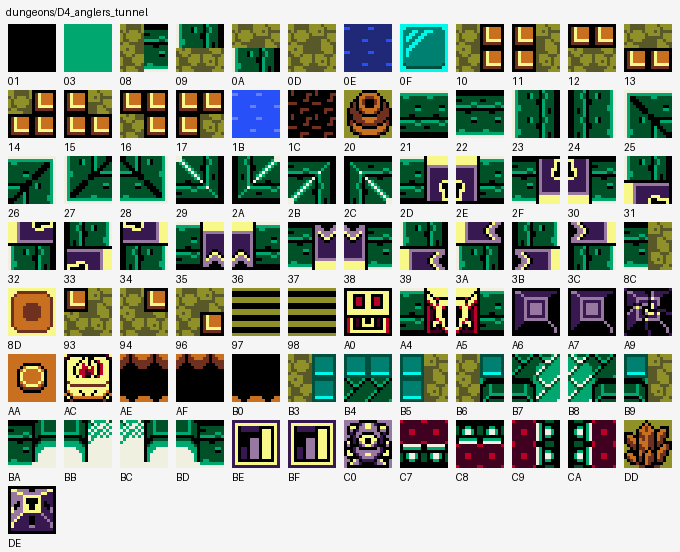 dungeons/D4_anglers_tunnel
01 03 08 09 0A 0D 0E 0F 10 11 12 13
14 15 16 17 1B 1C 20 21 22 23 24 25
26 27 28 29 2A 2B 2C 2D 2E 2F 30 31
32 33 34 35 36 37 38 39 3A 3B 3C 8C
8D 93 94 96 97 98 A0 A4 A5 A6 A7 A9
AA AC AE AF B0 B3 B4 B5 B6 B7 B8 B9
BA BB BC BD BE BF C0 C7 C8 C9 CA DD
DE